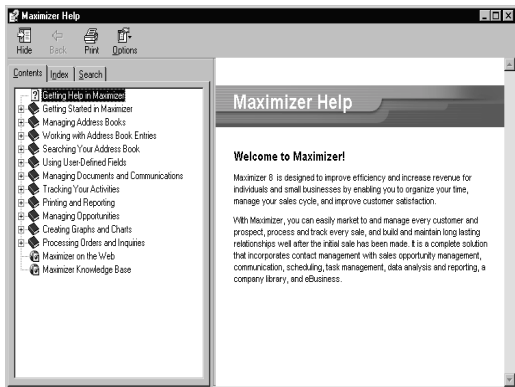 Maximizer Help
Hide Back Print Options
Contents Index Search
Getting Help in Maximizer
Getting Started in Maximizer
Managing Address Books
Working with Address Book Entries
Searching Your Address Book
Using User-Defined Fields
Managing Documents and Communications
Tracking Your Activities
Printing and Reporting
Managing Opportunities
Creating Graphs and Charts
Processing Orders and Inquiries
Maximizer on the Web
Maximizer Knowledge Base
Maximizer Help
Welcome to Maximizer!
Maximizer 8 is designed to improve efficiency and increase revenue for
individuals and small businesses by enabling you to organize your time,
manage your sales cycle, and improve customer satisfaction.
With Maximizer, you can easily market to and manage every customer and
prospect, process and track every sale, and build and maintain long lasting
relationships well after the initial sale has been made. It is a complete solution
that incorporates contact management with sales opportunity management,
communication, scheduling, task management, data analysis and reporting, a
company library, and eBusiness.